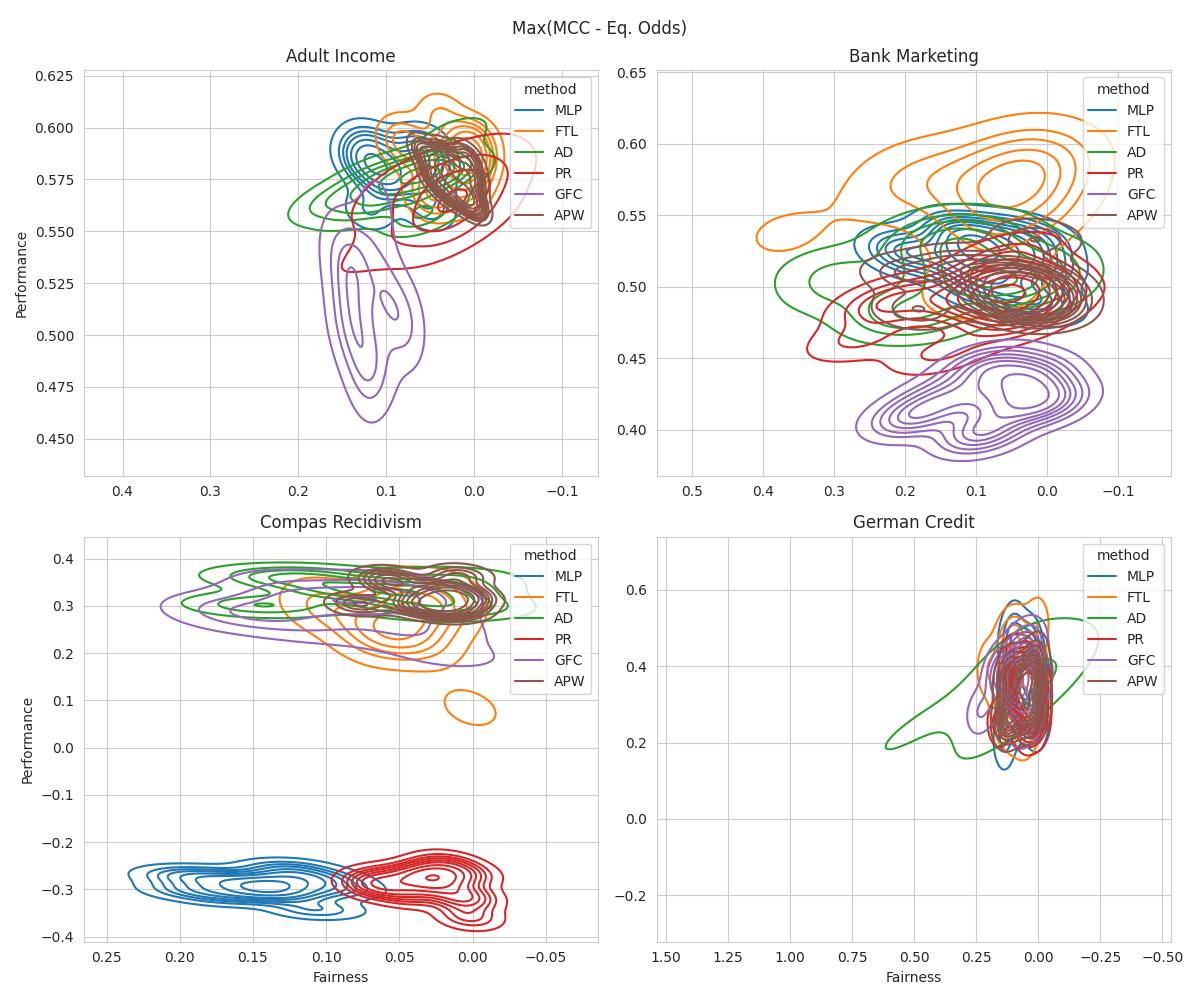 Max(MCC - Eq. Odds)
Adult Income
Performance
0.625
0.600
0.575
0.550
0.525
0.500
0.475
0.450
0.4 0.3 0.2 0.1 0.0 −0.1
method
MLP
FTL
AD
PR
GFC
APW
Bank Marketing
0.65
0.60
0.55
0.50
0.45
0.40
0.5 0.4 0.3 0.2 0.1 0.0 −0.1
method
MLP
FTL
AD
PR
GFC
APW
Compas Recidivism
Performance
0.4
0.3
0.2
0.1
0.0
−0.1
−0.2
−0.3
−0.4
0.25 0.20 0.15 0.10 0.05 0.00 −0.05
Fairness
method
MLP
FTL
AD
PR
GFC
APW
German Credit
0.6
0.4
0.2
0.0
−0.2
1.50 1.25 1.00 0.75 0.50 0.25 0.00 −0.25 −0.50
Fairness
method
MLP
FTL
AD
PR
GFC
APW